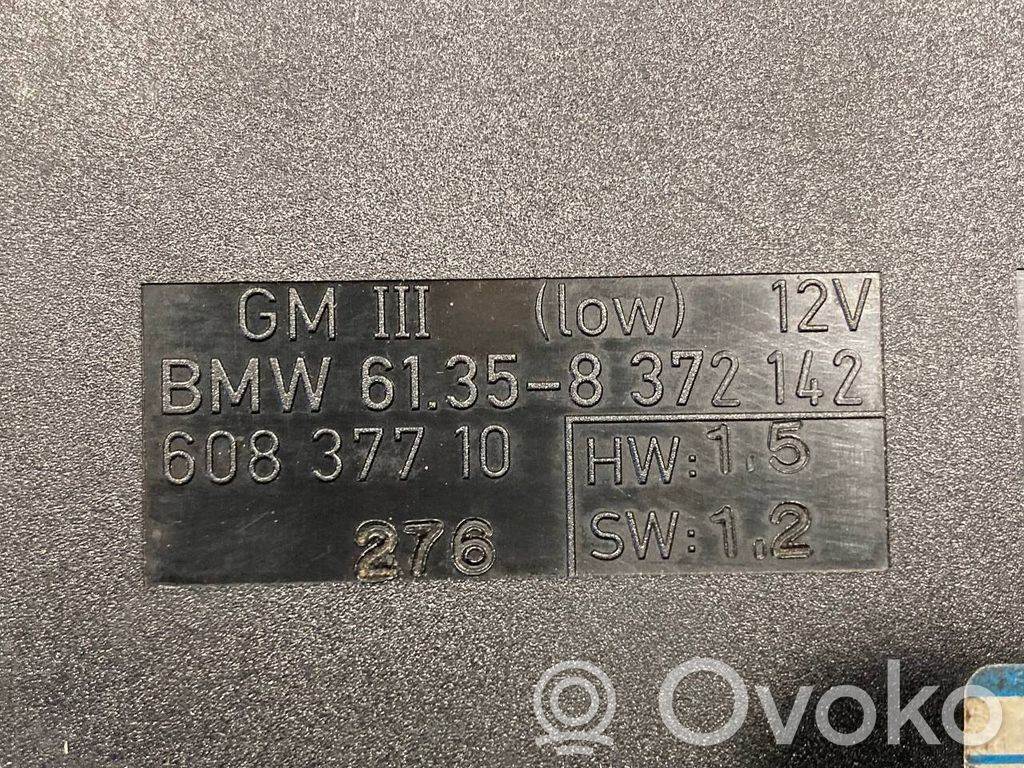 GM III (low) 12V
BMW 61.35-8 372 142
608 377 10
HW: 1.5
276
SW: 1.2
Ovoko